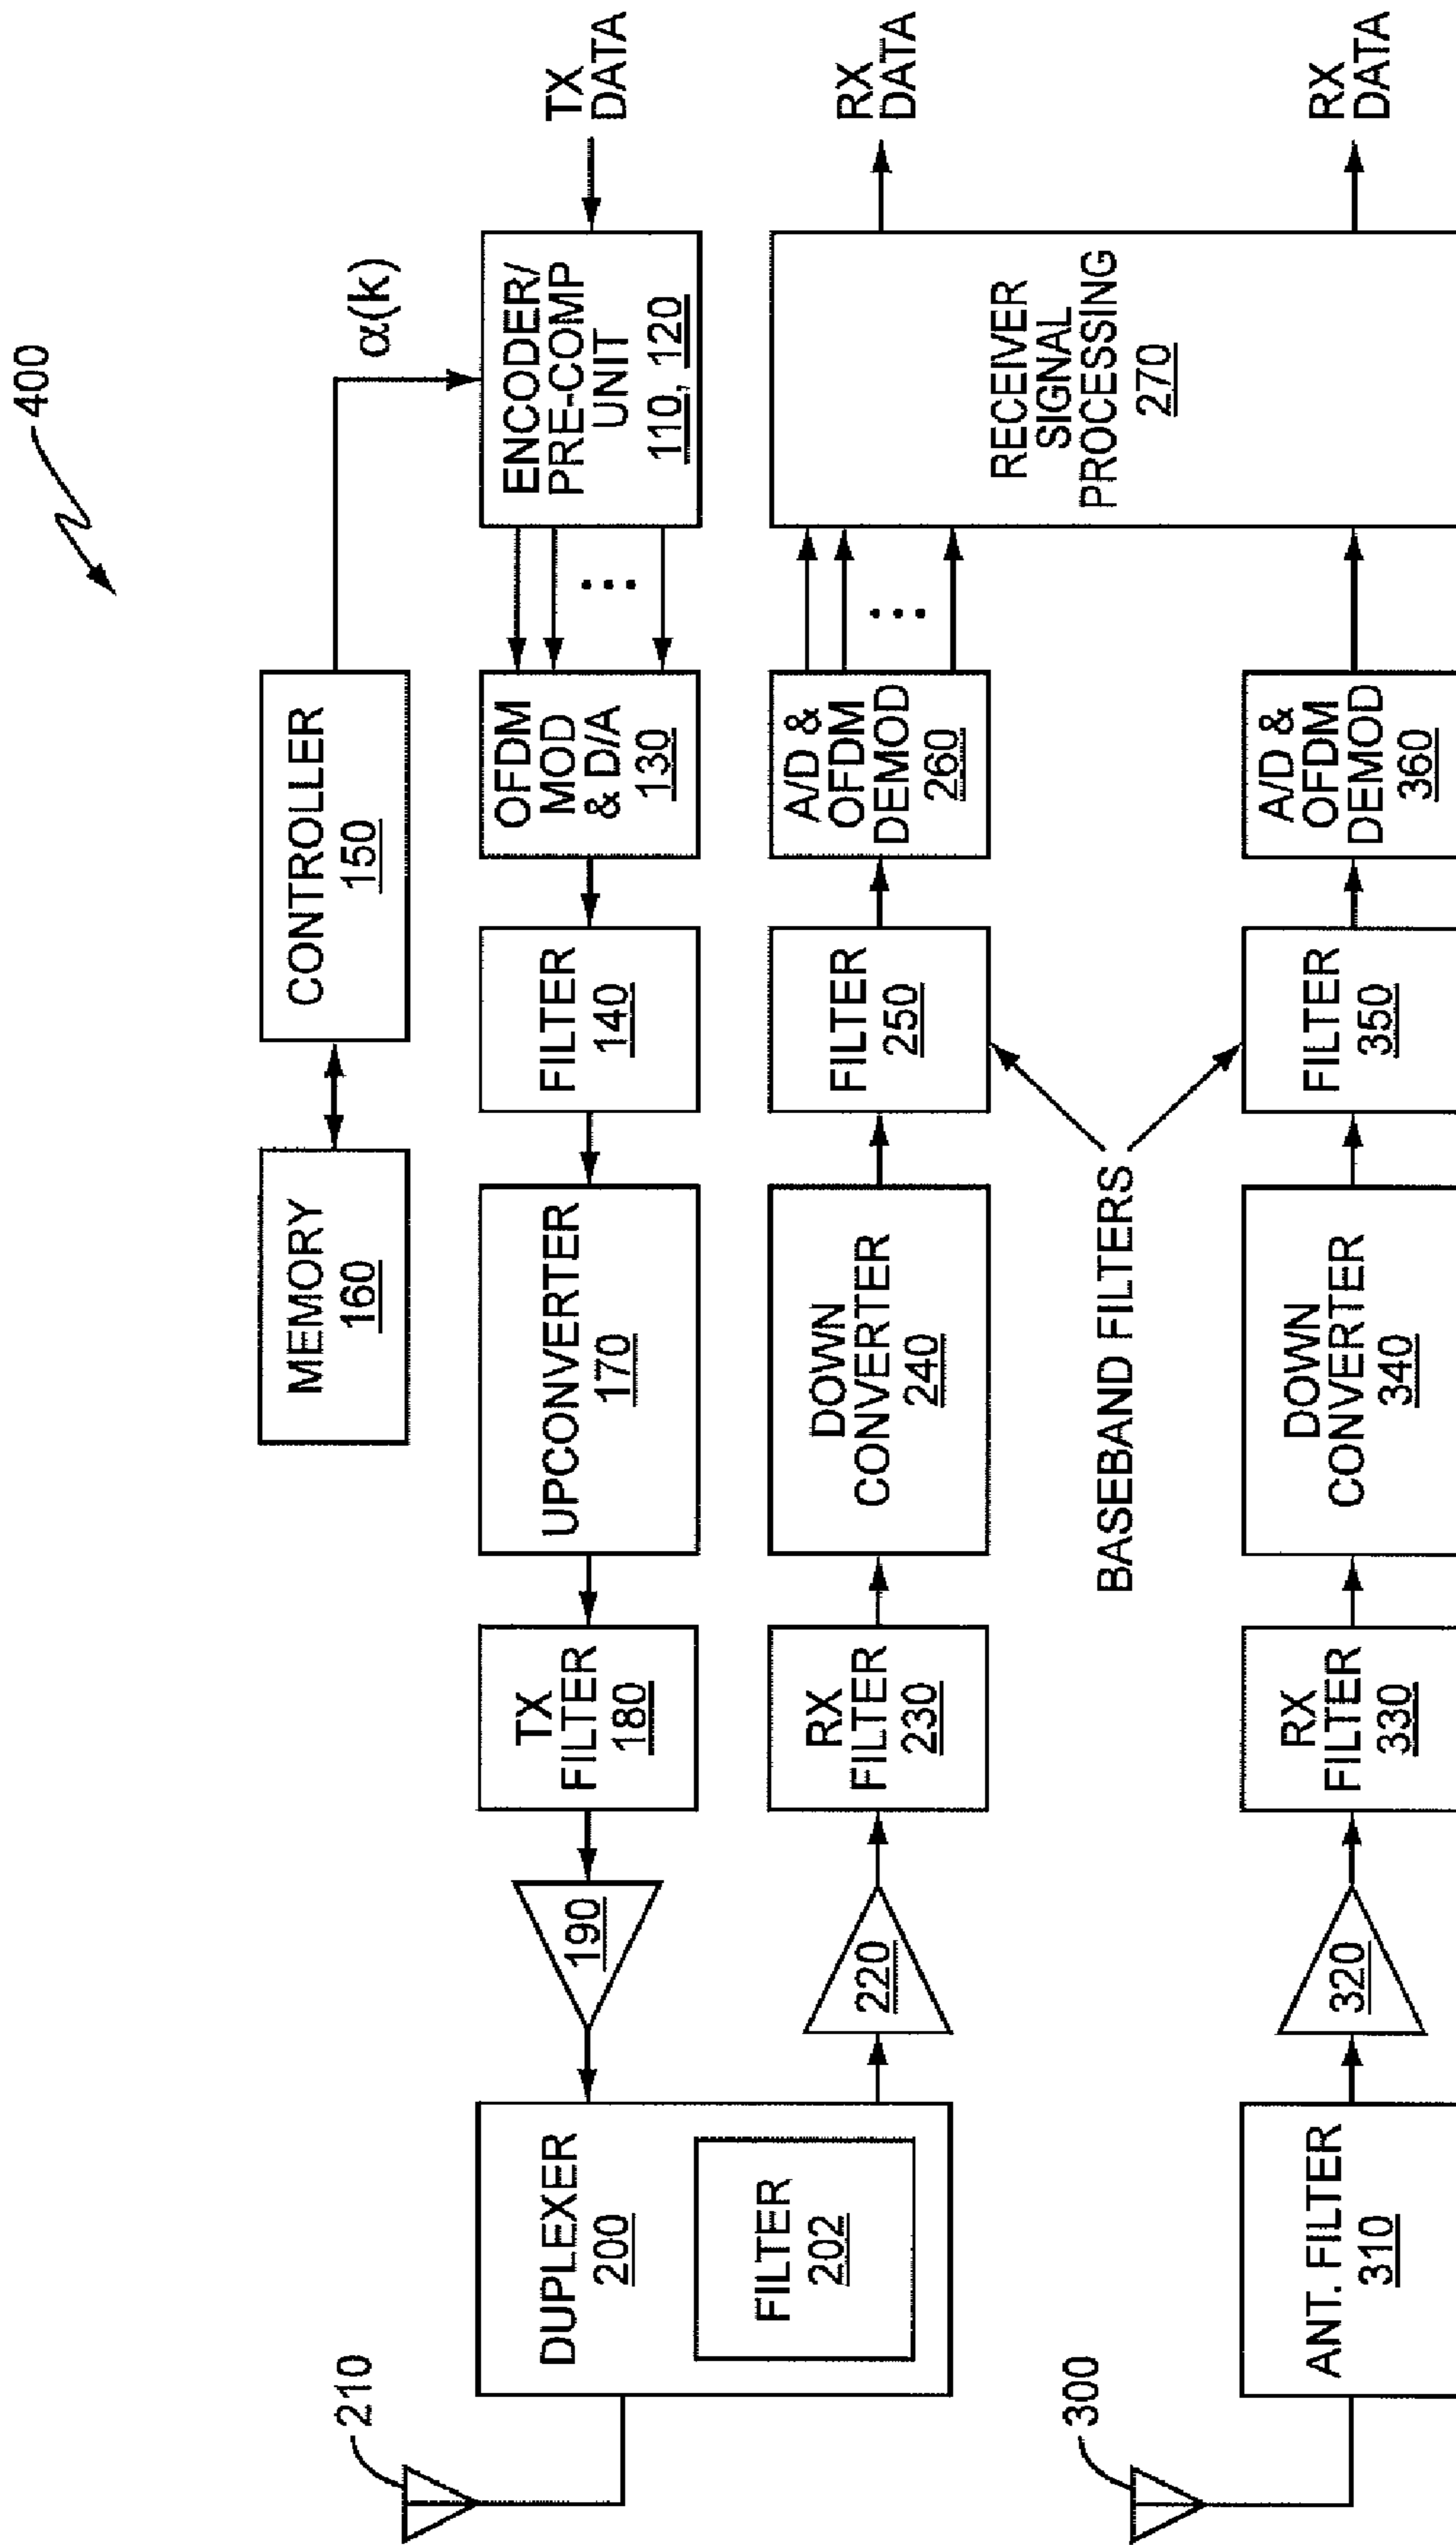 400
MEMORY
160
CONTROLLER
150
α(k)
210
DUPLEXER
200
FILTER
202
190
TX
FILTER
180
UPCONVERTER
170
FILTER
140
OFDM
MOD
& D/A
130
ENCODER/
PRE-COMP
UNIT
110, 120
TX
DATA
220
RX
FILTER
230
DOWN
CONVERTER
240
FILTER
250
A/D &
OFDM
DEMOD
260
RECEIVER
SIGNAL
PROCESSING
270
RX
DATA
BASEBAND FILTERS
300
ANT. FILTER
310
320
RX
FILTER
330
DOWN
CONVERTER
340
FILTER
350
A/D &
OFDM
DEMOD
360
RX
DATA